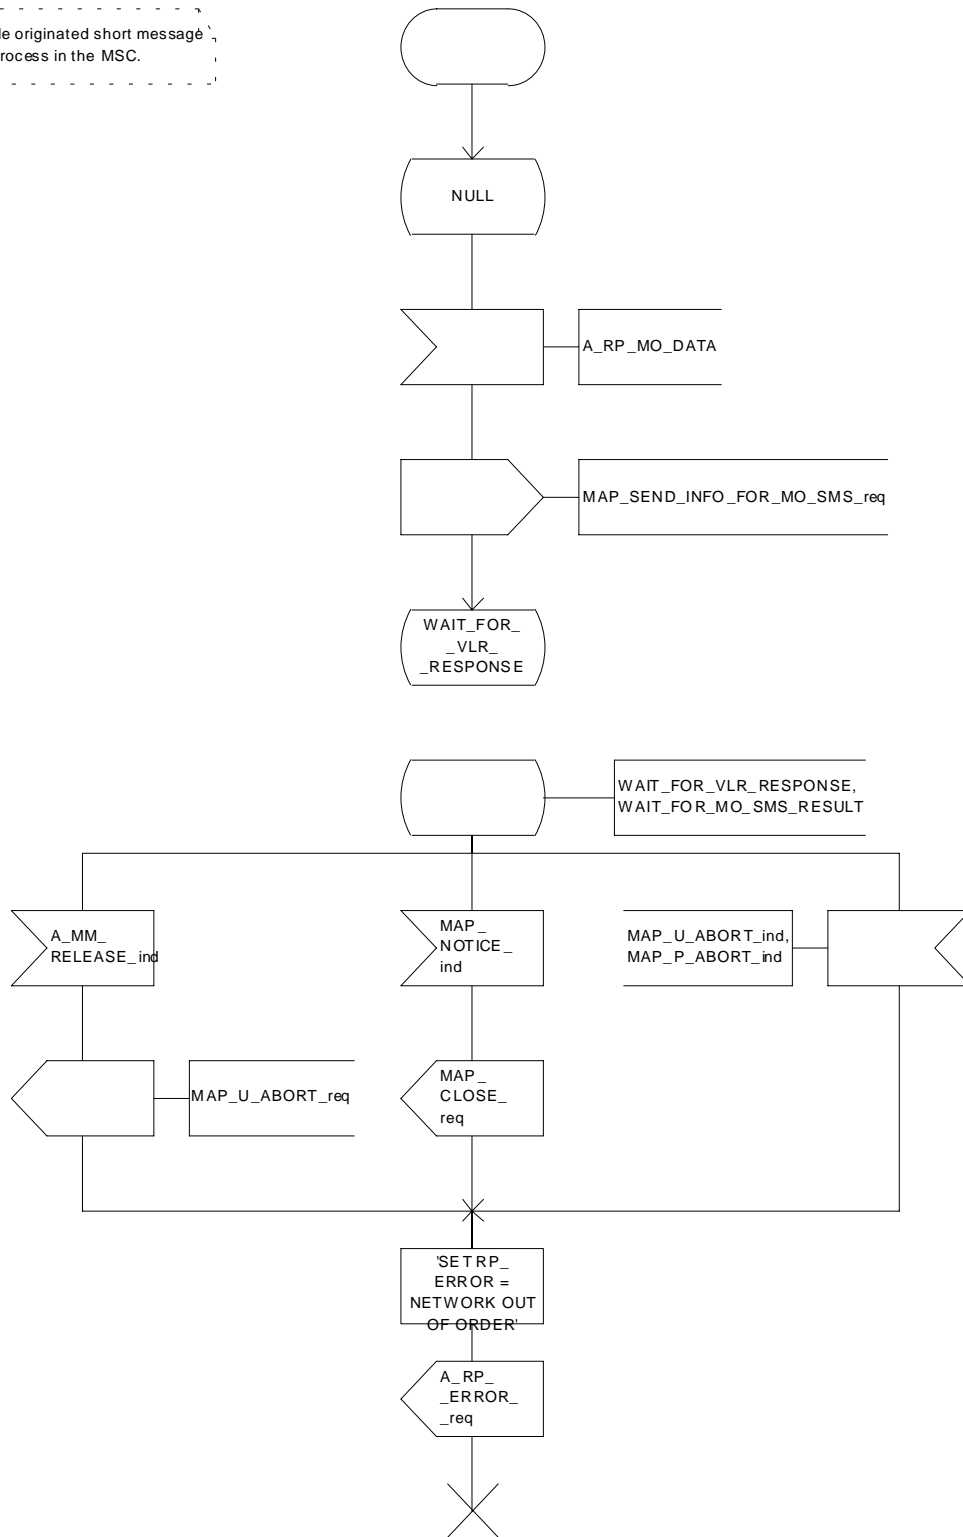 le originated short message
rocess in the MSC.
NULL
A_RP_MO_DATA
MAP_SEND_INFO_FOR_MO_SMS_req
WAIT_FOR_
_VLR_
_RESPONSE
WAIT_FOR_VLR_RESPONSE,
WAIT_FOR_MO_SMS_RESULT
A_MM_
RELEASE_ind
MAP_
NOTICE_
ind
MAP_U_ABORT_ind,
MAP_P_ABORT_ind
MAP_U_ABORT_req
MAP_
CLOSE_
req
'SET RP_
ERROR =
NETWORK OUT
OF ORDER'
A_RP_
_ERROR_
_req